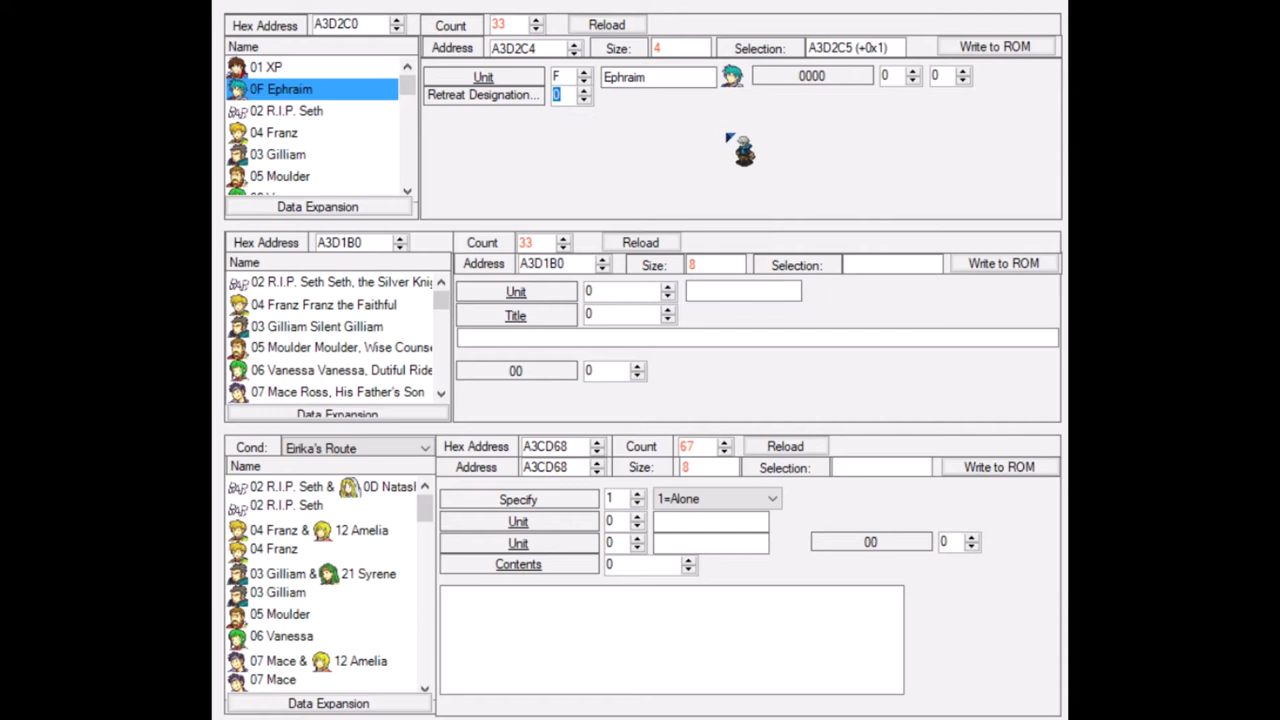 Hex Address A3D2C0 Count 33 Reload
Name Address A3D2C4 Size: 4 Selection: A3D2C5 (+0x1) Write to ROM
01 XP
0F Ephraim
02 R.I.P. Seth
04 Franz
03 Gilliam
05 Moulder
Data Expansion
Unit F Ephraim 0000 0 0
Retreat Designation... 0
Hex Address A3D1B0 Count 33 Reload
Name Address A3D1B0 Size: 8 Selection: Write to ROM
02 R.I.P. Seth Seth, the Silver Knig
04 Franz Franz the Faithful
03 Gilliam Silent Gilliam
05 Moulder Moulder, Wise Counse
06 Vanessa Vanessa, Dutiful Ride
07 Mace Ross, His Father's Son
Data Expansion
Unit 0
Title 0
00 0
Cond: Eirika's Route Hex Address A3CD68 Count 67 Reload
Name Address A3CD68 Size: 8 Selection: Write to ROM
02 R.I.P. Seth & 0D Natasl
02 R.I.P. Seth
04 Franz & 12 Amelia
04 Franz
03 Gilliam & 21 Syrene
03 Gilliam
05 Moulder
06 Vanessa
07 Mace & 12 Amelia
07 Mace
Data Expansion
Specify 1 1=Alone
Unit 0
Unit 0 00 0
Contents 0